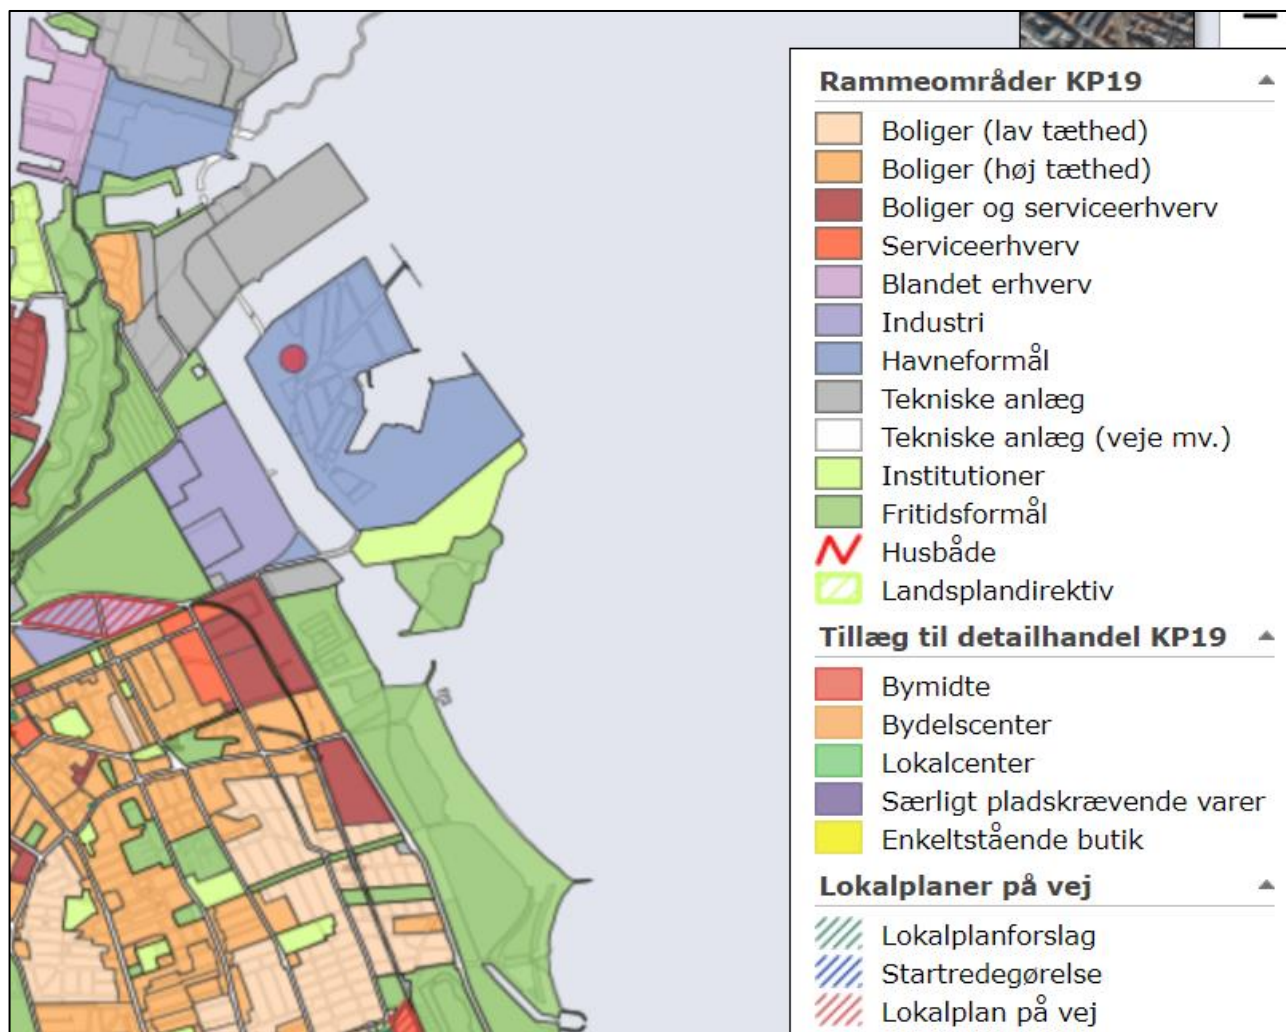 Rammeområder KP19
Boliger (lav tæthed)
Boliger (høj tæthed)
Boliger og serviceerhverv
Serviceerhverv
Blandet erhverv
Industri
Havneformål
Tekniske anlæg
Tekniske anlæg (veje mv.)
Institutioner
Fritidsformål
Husbåde
Landsplandirektiv
Tillæg til detailhandel KP19
Bymidte
Bydelscenter
Lokalcenter
Særligt pladskrævende varer
Enkeltstående butik
Lokalplaner på vej
Lokalplanforslag
Startredegørelse
Lokalplan på vej